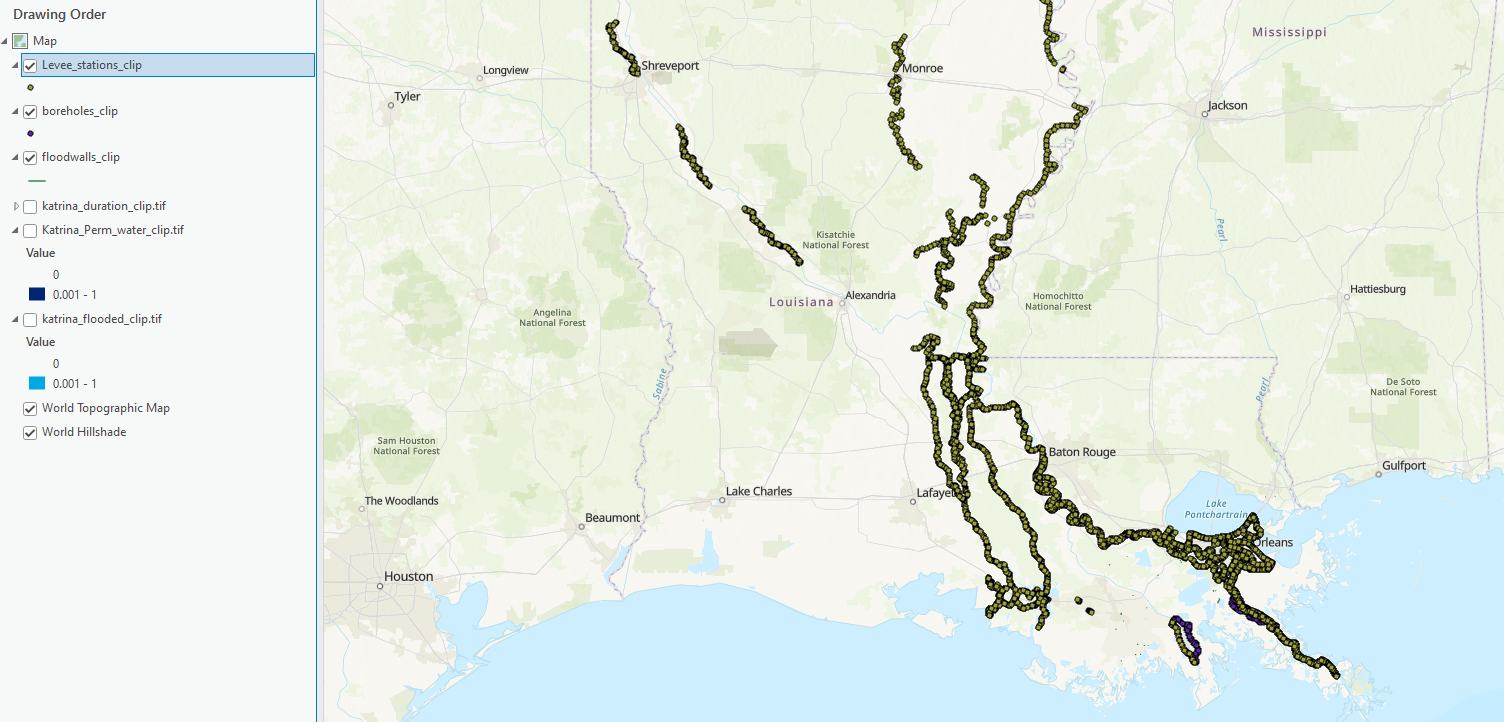 Drawing Order
Map
Levee_stations_clip
boreholes_clip
floodwalls_clip
katrina_duration_clip.tif
Katrina_Perm_water_clip.tif
Value
0
0.001 - 1
katrina_flooded_clip.tif
Value
0
0.001 - 1
World Topographic Map
World Hillshade
Mississippi
Shreveport
Monroe
Longview
Tyler
Jackson
Pearl
Kisatchie
National Forest
Louisiana
Alexandria
Homochitto
National Forest
Hattiesburg
Angelina
National Forest
Sabine
Pearl
De Soto
National Forest
Sam Houston
National Forest
Baton Rouge
Gulfport
Lake Charles
Lafayet
The Woodlands
Lake
Pontchartrain
Beaumont
Orleans
Houston